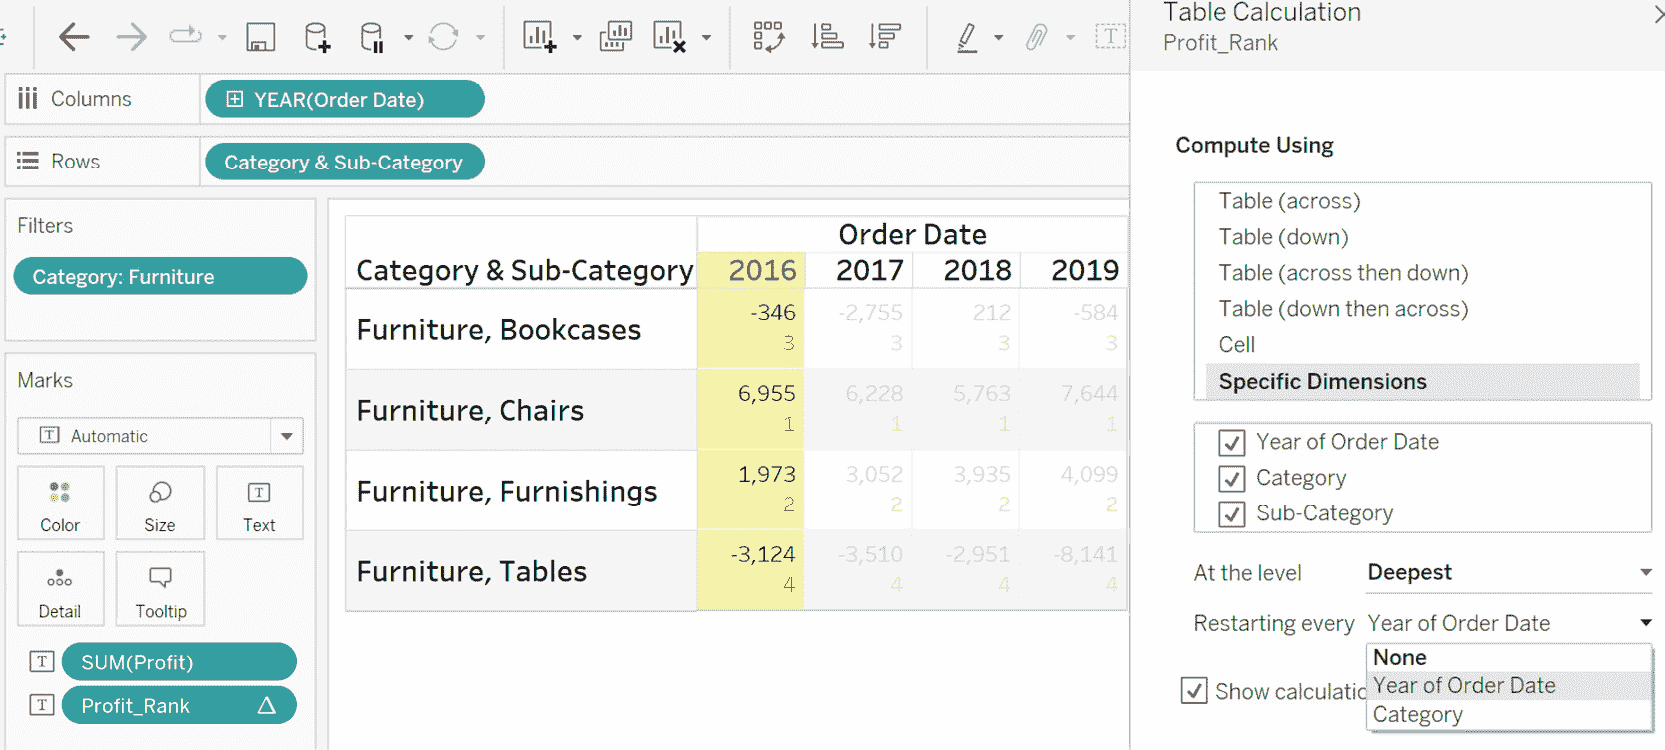 Table Calculation
Profit_Rank
Columns
YEAR(Order Date)
Rows
Category & Sub-Category
Filters
Category: Furniture
Marks
T Automatic
Color Size Text
Detail Tooltip
T SUM(Profit)
T Profit_Rank
Order Date
Category & Sub-Category 2016 2017 2018 2019
Furniture, Bookcases -346 -2,755 212 -584
3 3 3 3
Furniture, Chairs 6,955 6,228 5,763 7,644
1 1 1 1
Furniture, Furnishings 1,973 3,052 3,935 4,099
2 2 2 2
Furniture, Tables -3,124 -3,510 -2,951 -8,141
4 4 4 4
Compute Using
Table (across)
Table (down)
Table (across then down)
Table (down then across)
Cell
Specific Dimensions
Year of Order Date
Category
Sub-Category
At the level Deepest
Restarting every Year of Order Date
None
Year of Order Date
Category
Show calculatio